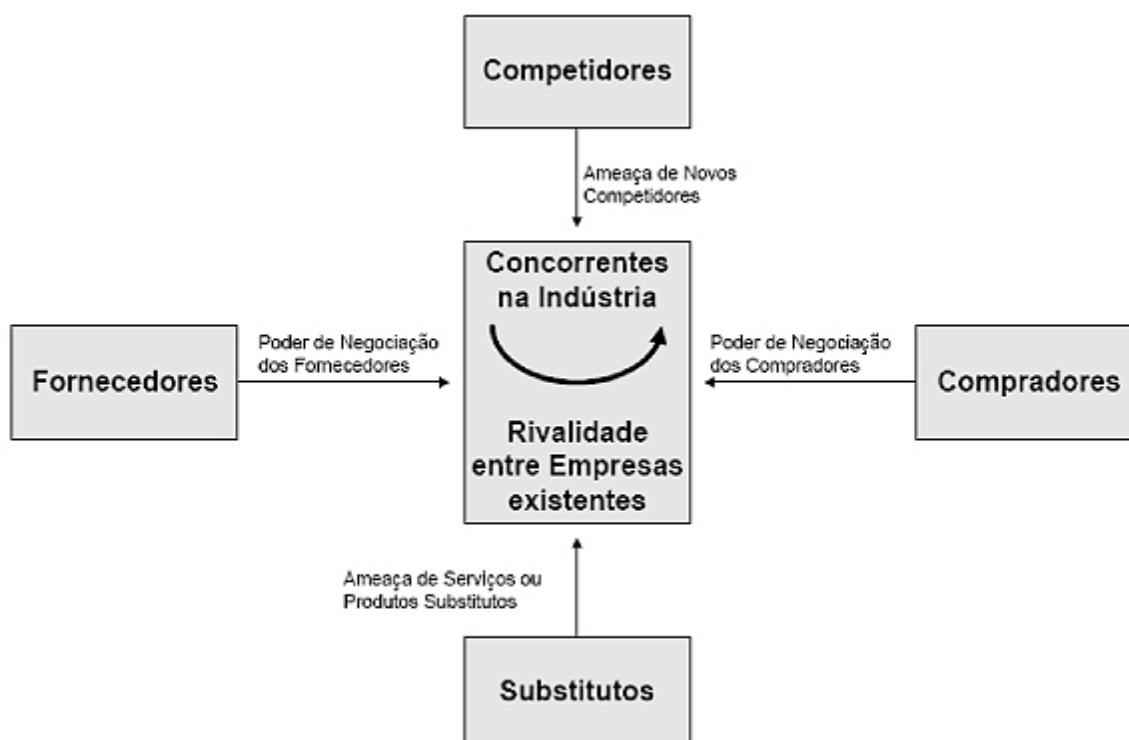 Competidores
Ameaça de Novos
Competidores
Concorrentes
na Indústria
Poder de Negociação
dos Fornecedores
Fornecedores
Poder de Negociação
dos Compradores
Compradores
Rivalidade
entre Empresas
existentes
Ameaça de Serviços ou
Produtos Substitutos
Substitutos